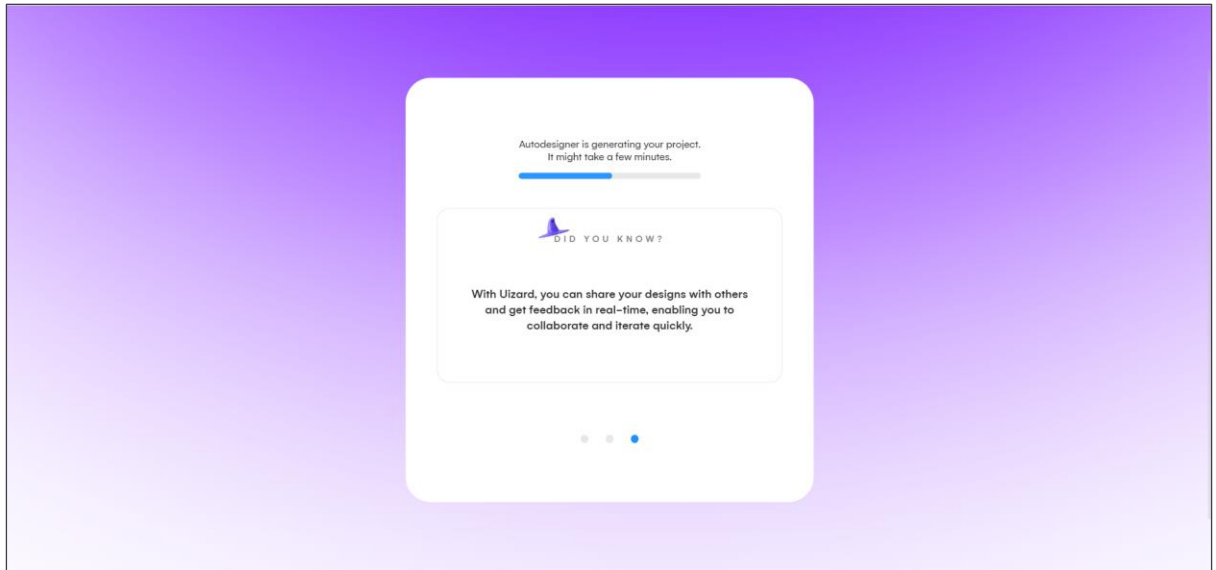 Autodesigner is generating your project.
It might take a few minutes.
DID YOU KNOW?
With Uizard, you can share your designs with others
and get feedback in real-time, enabling you to
collaborate and iterate quickly.